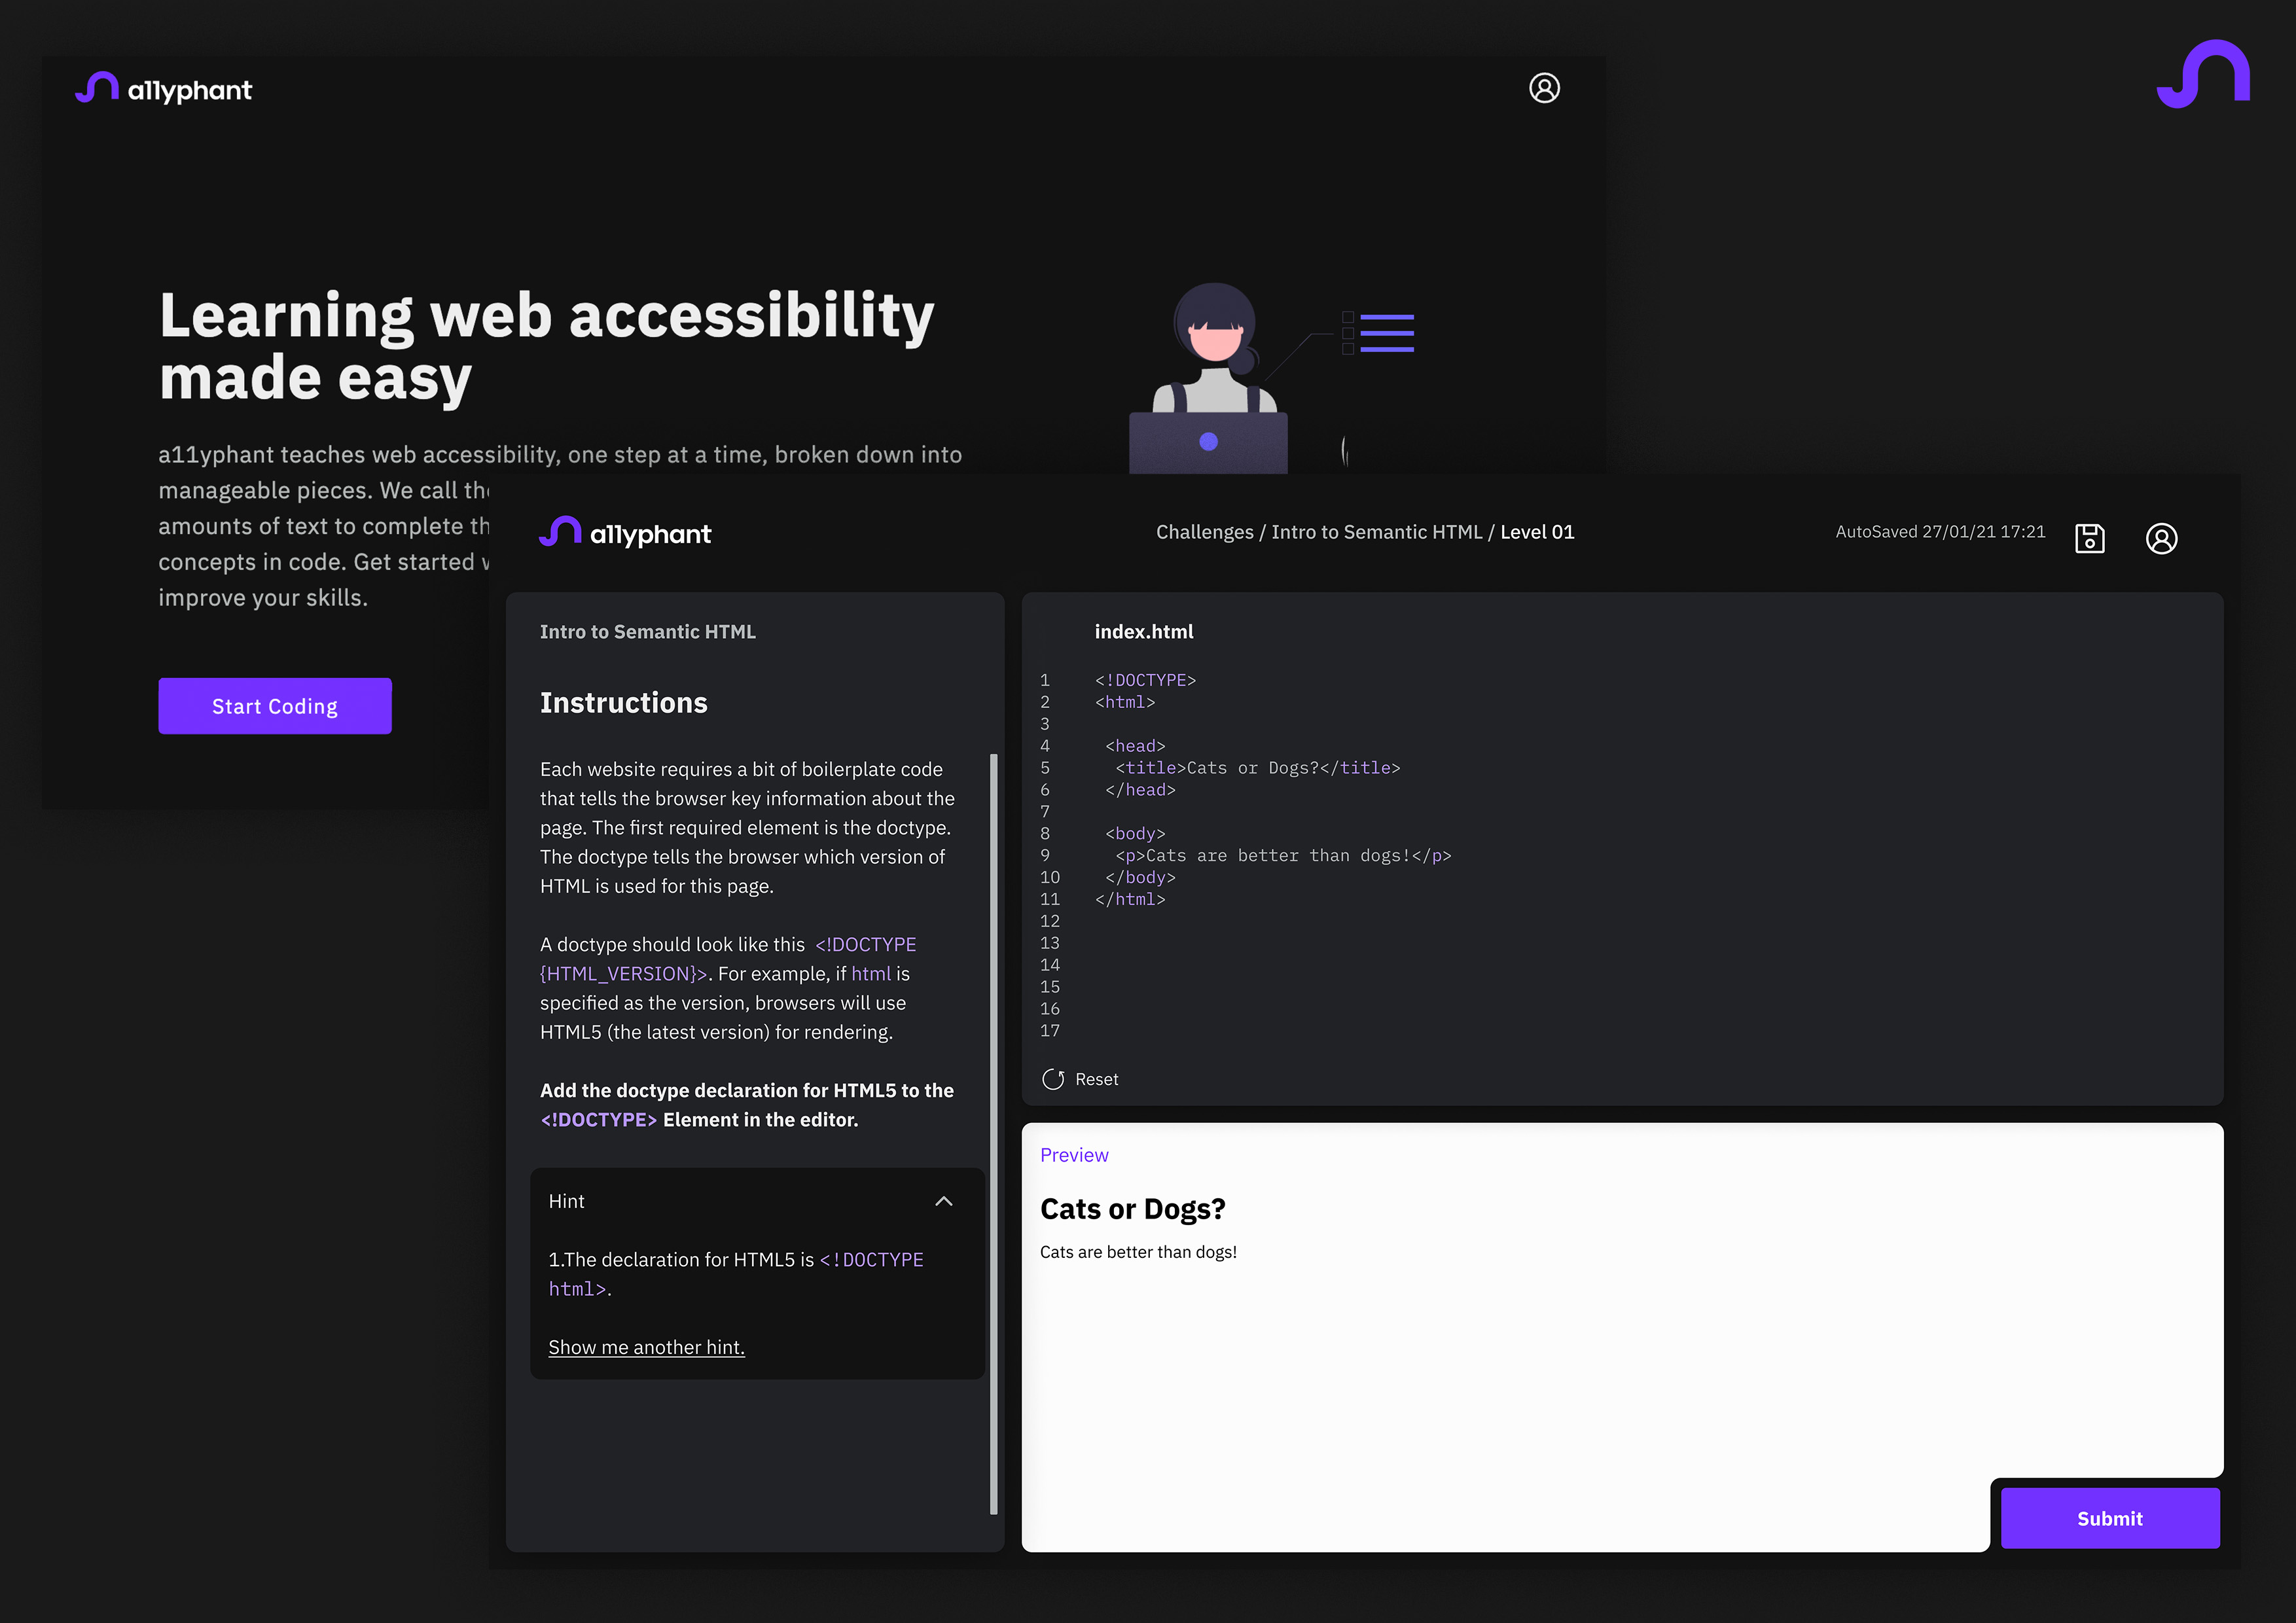 a11yphant
Learning web accessibility
made easy
a11yphant teaches web accessibility, one step at a time, broken down into
manageable pieces. We call
amounts of text to complete
concepts in code. Get started
improve your skills.
Start Coding
a11yphant
Challenges / Intro to Semantic HTML / Level 01
AutoSaved 27/01/21 17:21
Intro to Semantic HTML
Instructions
Each website requires a bit of boilerplate code
that tells the browser key information about the
page. The first required element is the doctype.
The doctype tells the browser which version of
HTML is used for this page.
A doctype should look like this <!DOCTYPE
{HTML_VERSION}>. For example, if html is
specified as the version, browsers will use
HTML5 (the latest version) for rendering.
Add the doctype declaration for HTML5 to the
<!DOCTYPE> Element in the editor.
Hint
1.The declaration for HTML5 is <!DOCTYPE
html>.
Show me another hint.
index.html
1 <!DOCTYPE>
2 <html>
3
4 <head>
5 <title>Cats or Dogs?</title>
6 </head>
7
8 <body>
9 <p>Cats are better than dogs!</p>
10 </body>
11 </html>
12
13
14
15
16
17
Reset
Preview
Cats or Dogs?
Cats are better than dogs!
Submit